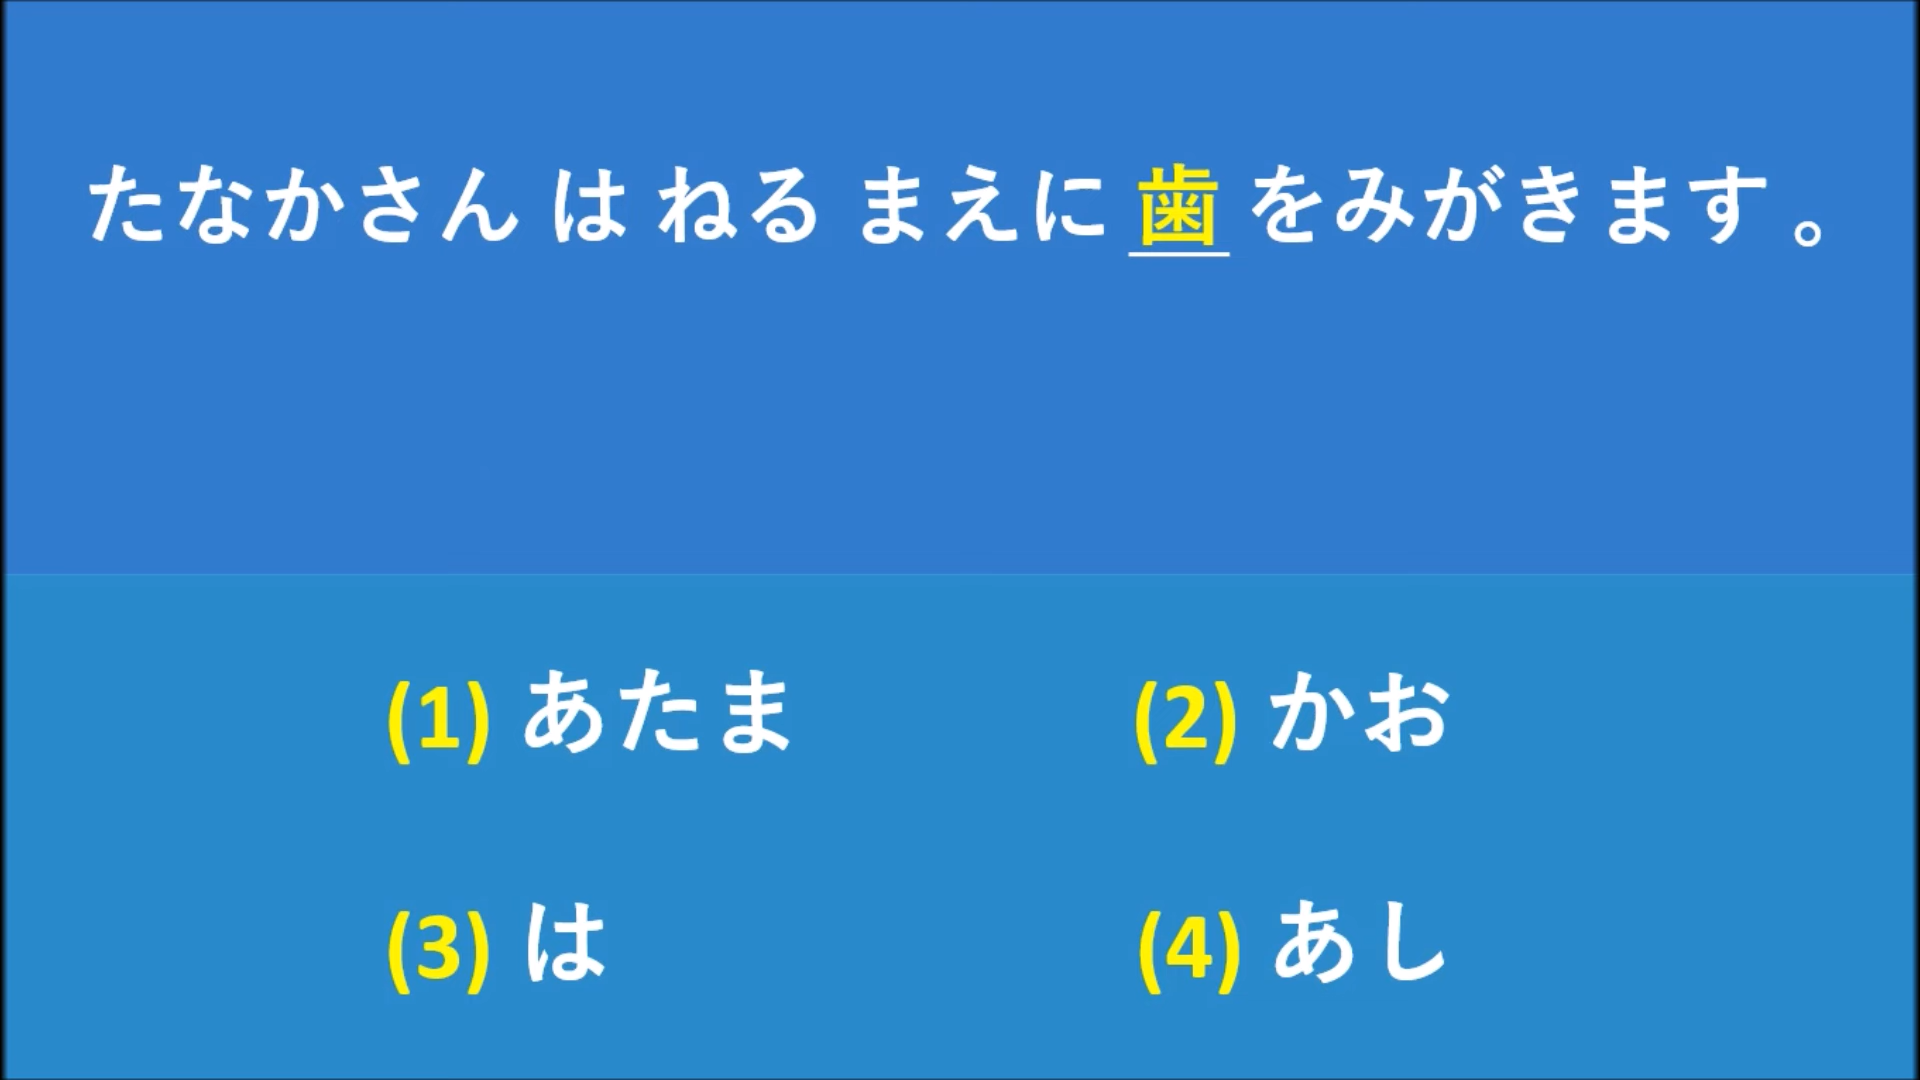 たなかさん は ねる まえに 歯 をみがきます 。
(1) あたま
(2) かお
(3) は
(4) あし